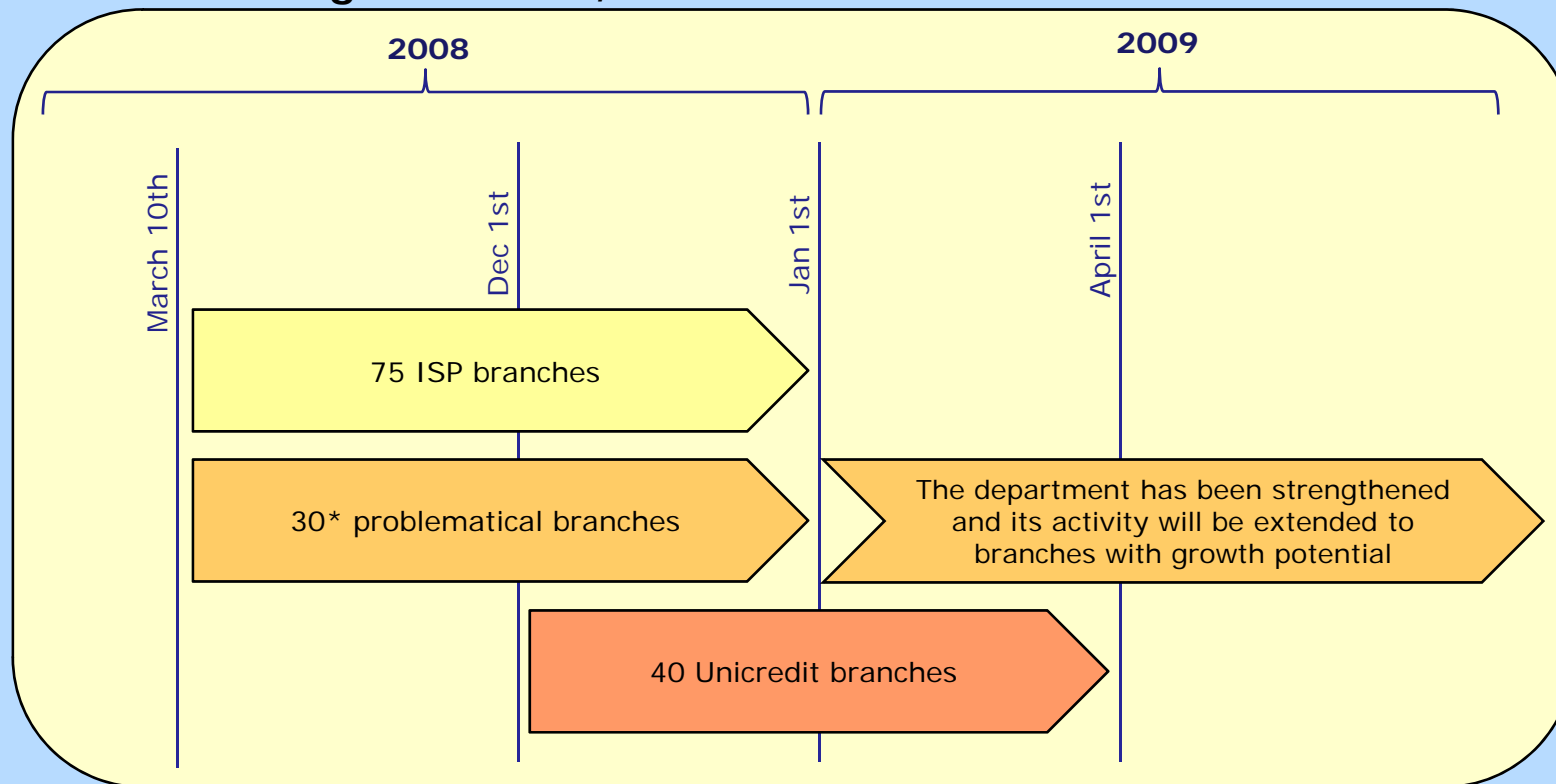 2008
2009
March 10th
Dec 1st
Jan 1st
April 1st
75 ISP branches
30* problematical branches
The department has been strengthened
and its activity will be extended to
branches with growth potential
40 Unicredit branches